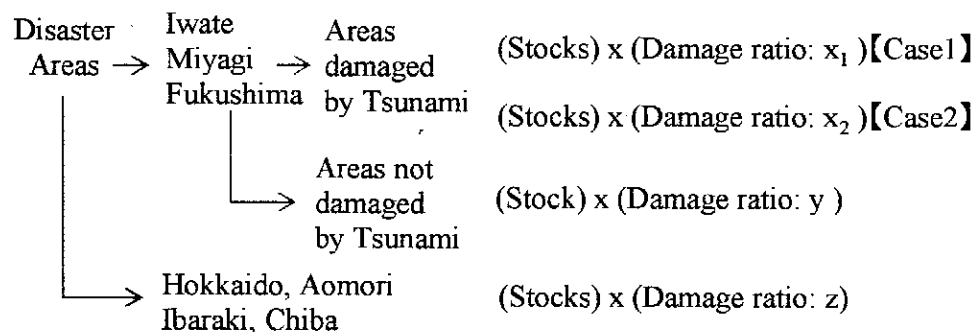 Disaster Areas → Iwate Miyagi Fukushima → Areas damaged by Tsunami
(Stocks) x (Damage ratio: x₁ )【Case1】
(Stocks) x (Damage ratio: x₂ )【Case2】
Areas not damaged by Tsunami
(Stock) x (Damage ratio: y )
Hokkaido, Aomori
Ibaraki, Chiba
(Stocks) x (Damage ratio: z)